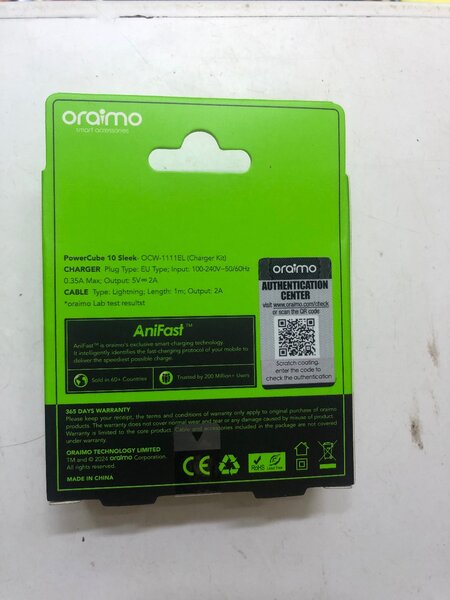 oraimo
smart accessories
PowerCube 10 Sleek- OCW-1111EL (Charger Kit)
CHARGER Plug Type: EU Type; Input: 100-240V~50/60Hz
0.35A Max; Output: 5V⎓2A
CABLE Type: Lightning; Length: 1m; Output: 2A
*oraimo Lab test resultst
oraimo
AUTHENTICATION
CENTER
visit www.oraimo.com/check
or scan the QR code
Scratch coating,
enter the code to
check the authentication
AniFast™
AniFast™ is oraimo's exclusive smart-charging technology.
It intelligently identifies the fast-charging protocol of your mobile to
deliver the speediest possible charge.
Sold in 60+ Countries
Trusted by 200 Million+ Users
365 DAYS WARRANTY
Please keep your receipt, the terms and conditions of warranty only apply to original purchase of oraimo
products. The warranty does not cover normal wear and tear or any damage caused by misuse of product.
Warranty is limited to the core product. Cable and accessories included in the package are not covered
under warranty.
ORAIMO TECHNOLOGY LIMITED
TM and © 2024 oraimo Corporation.
All rights reserved.
MADE IN CHINA
CE
RoHS
Lead Free